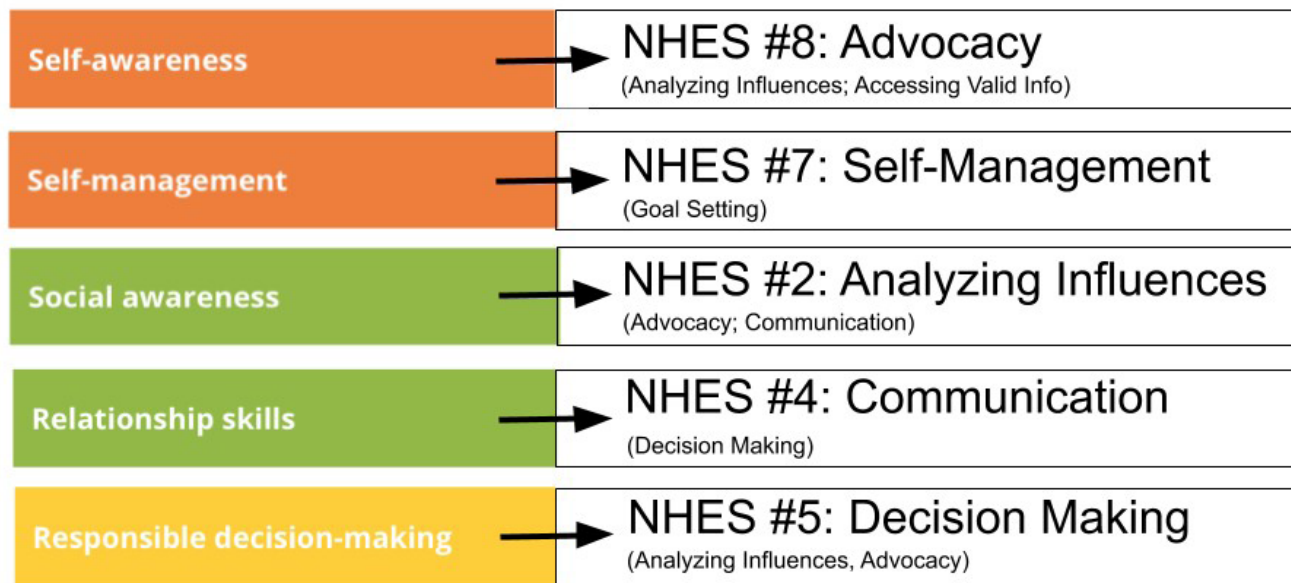 Self-awareness
NHES #8: Advocacy
(Analyzing Influences; Accessing Valid Info)
Self-management
NHES #7: Self-Management
(Goal Setting)
Social awareness
NHES #2: Analyzing Influences
(Advocacy; Communication)
Relationship skills
NHES #4: Communication
(Decision Making)
Responsible decision-making
NHES #5: Decision Making
(Analyzing Influences, Advocacy)